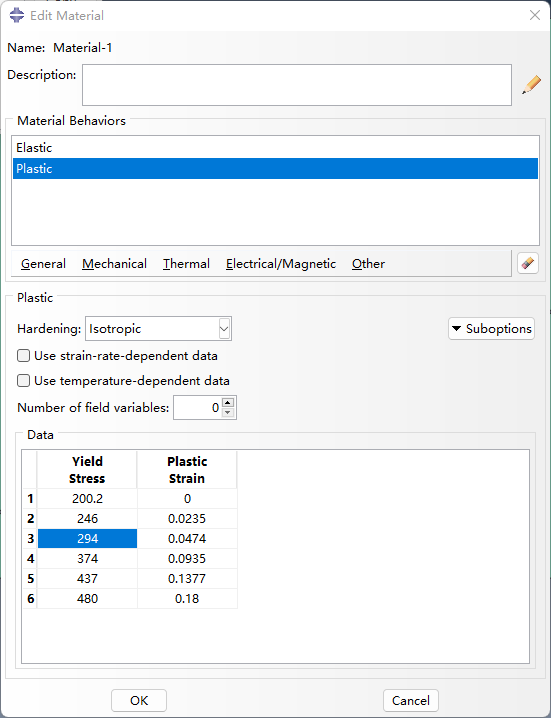 Edit Material
Name: Material-1
Description:
Material Behaviors
Elastic
Plastic
General Mechanical Thermal Electrical/Magnetic Other
Plastic
Hardening: Isotropic Suboptions
Use strain-rate-dependent data
Use temperature-dependent data
Number of field variables: 0
Data
Yield Stress Plastic Strain
1 200.2 0
2 246 0.0235
3 294 0.0474
4 374 0.0935
5 437 0.1377
6 480 0.18
OK Cancel